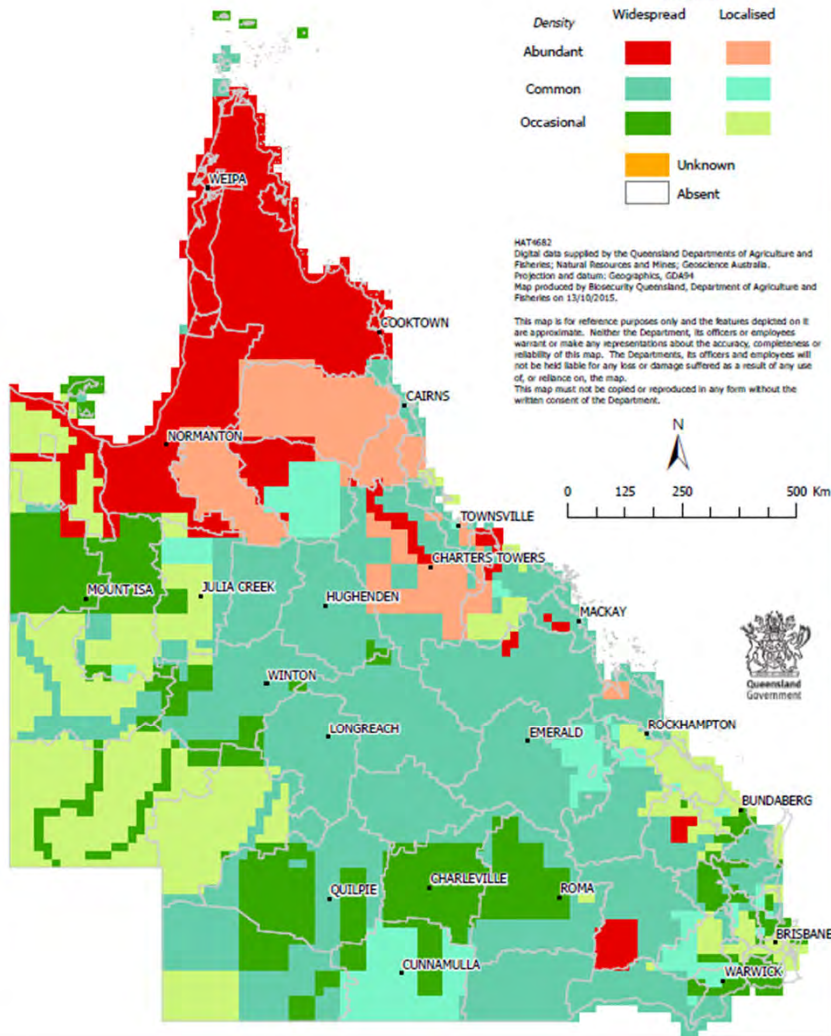 Density Widespread Localised
Abundant
Common
Occasional
Unknown
Absent
HAT4682
Digital data supplied by the Queensland Departments of Agriculture and
Fisheries; Natural Resources and Mines; Geoscience Australia.
Projection and datum: Geographics, GDA94
Map produced by Biosecurity Queensland, Department of Agriculture and
Fisheries on 13/10/2015.
This map is for reference purposes only and the features depicted on it
are approximate. Neither the Department, its officers or employees
warrant or make any representations about the accuracy, completeness or
reliability of this map. The Departments, its officers and employees will
not be held liable for any loss or damage suffered as a result of any use
of, or reliance on, the map.
This map must not be copied or reproduced in any form without the
written consent of the Department.
N
0 125 250 500 Km
WEIPA
COOKTOWN
CAIRNS
NORMANTON
TOWNSVILLE
CHARTERS TOWERS
MOUNT ISA
JULIA CREEK
HUGHENDEN
MACKAY
Queensland
Government
WINTON
LONGREACH
EMERALD
ROCKHAMPTON
BUNDABERG
QUILPIE
CHARLEVILLE
ROMA
BRISBANE
CUNNAMULLA
WARWICK